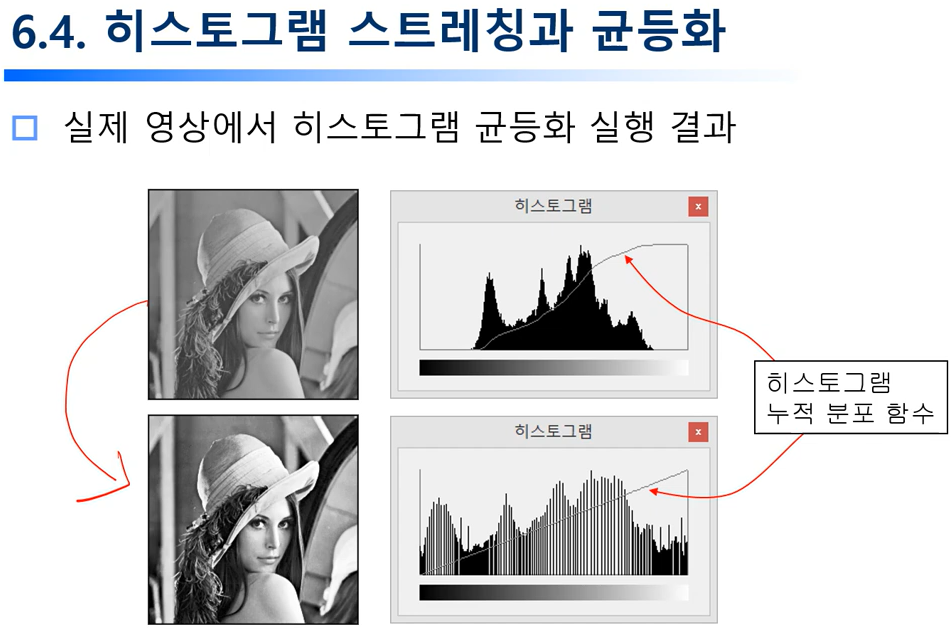 6.4. 히스토그램 스트레칭과 균등화
실제 영상에서 히스토그램 균등화 실행 결과
히스토그램
x
히스토그램
누적 분포 함수
히스토그램
x